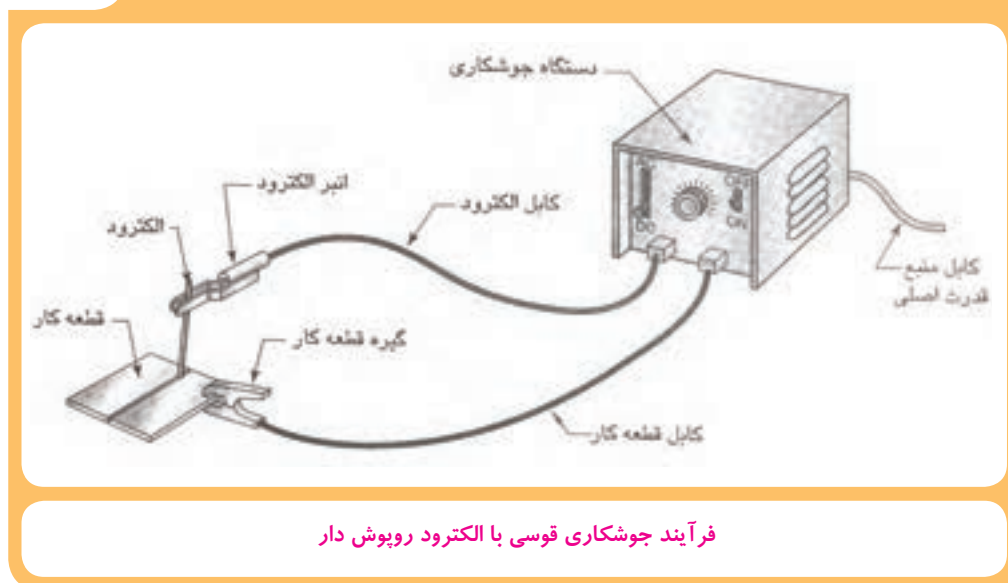 دستگاه جوشکاری
انبر الکترود
کابل الکترود
الکترود
کابل منبع
قدرت اصلی
قطعه کار
گیره قطعه کار
کابل قطعه کار
OFF
ON
DC
فرآیند جوشکاری قوسی با الکترود روپوش دار